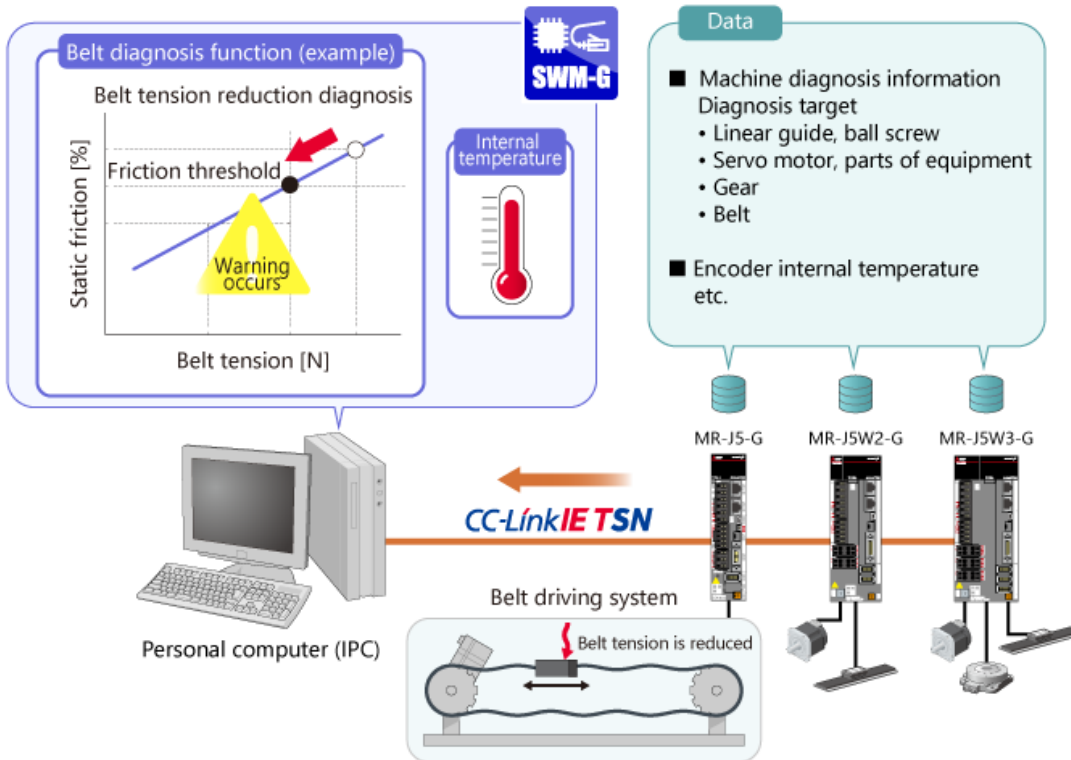 Belt diagnosis function (example)
SWM-G
Belt tension reduction diagnosis
Static friction [%]
Friction threshold
Warning
occurs
Belt tension [N]
Internal
temperature
Data
■ Machine diagnosis information
Diagnosis target
• Linear guide, ball screw
• Servo motor, parts of equipment
• Gear
• Belt
■ Encoder internal temperature
etc.
MR-J5-G
MR-J5W2-G
MR-J5W3-G
CC-Link IE TSN
Personal computer (IPC)
Belt driving system
Belt tension is reduced